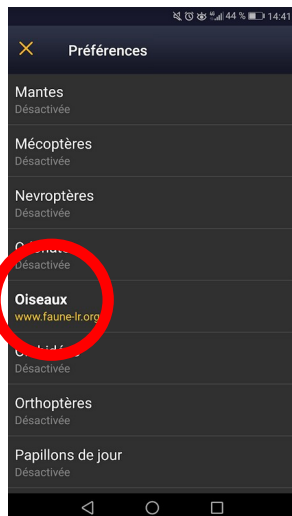 44 % 14:41
Préférences
Mantes
Désactivée
Mécoptères
Désactivée
Nevroptères
Désactivée
Désactivée
Oiseaux
www.faune-lr.org
Désactivée
Orthoptères
Désactivée
Papillons de jour
Désactivée